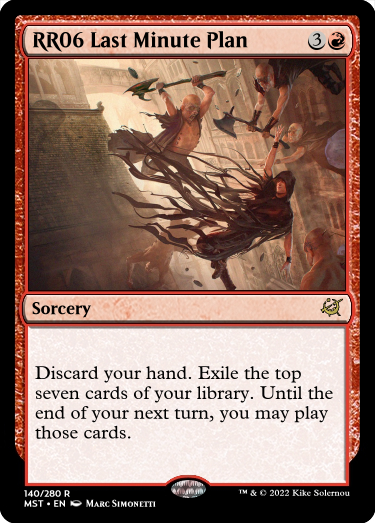 RR06 Last Minute Plan 3
Sorcery
Discard your hand. Exile the top
seven cards of your library. Until the
end of your next turn, you may play
those cards.
140/280 R
MST • EN Marc Simonetti
™ & © 2022 Kike Solernou